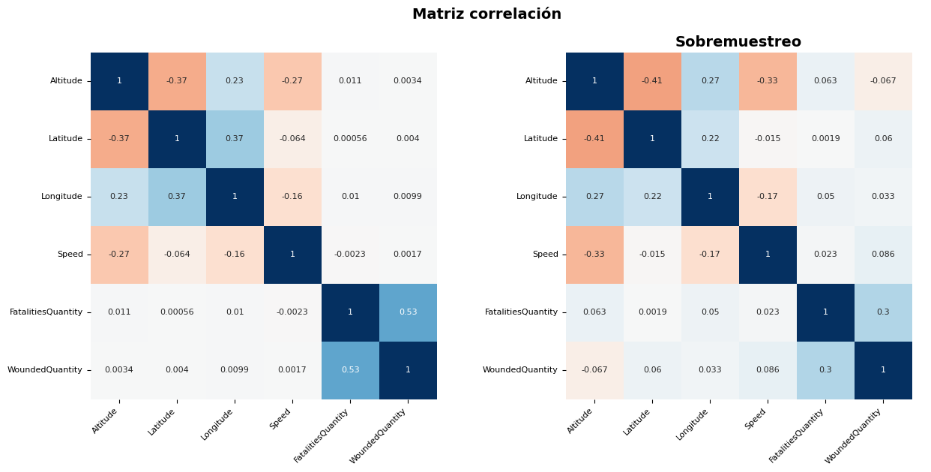 Matriz correlación
Sobremuestreo
Altitude 1 -0.37 0.23 -0.27 0.011 0.0034
Latitude -0.37 1 0.37 -0.064 0.00056 0.004
Longitude 0.23 0.37 1 -0.16 0.01 0.0099
Speed -0.27 -0.064 -0.16 1 -0.0023 0.0017
FatalitiesQuantity 0.011 0.00056 0.01 -0.0023 1 0.53
WoundedQuantity 0.0034 0.004 0.0099 0.0017 0.53 1
Altitude Latitude Longitude Speed FatalitiesQuantity WoundedQuantity
Altitude 1 -0.41 0.27 -0.33 0.063 -0.067
Latitude -0.41 1 0.22 -0.015 0.0019 0.06
Longitude 0.27 0.22 1 -0.17 0.05 0.033
Speed -0.33 -0.015 -0.17 1 0.023 0.086
FatalitiesQuantity 0.063 0.0019 0.05 0.023 1 0.3
WoundedQuantity -0.067 0.06 0.033 0.086 0.3 1
Altitude Latitude Longitude Speed FatalitiesQuantity WoundedQuantity